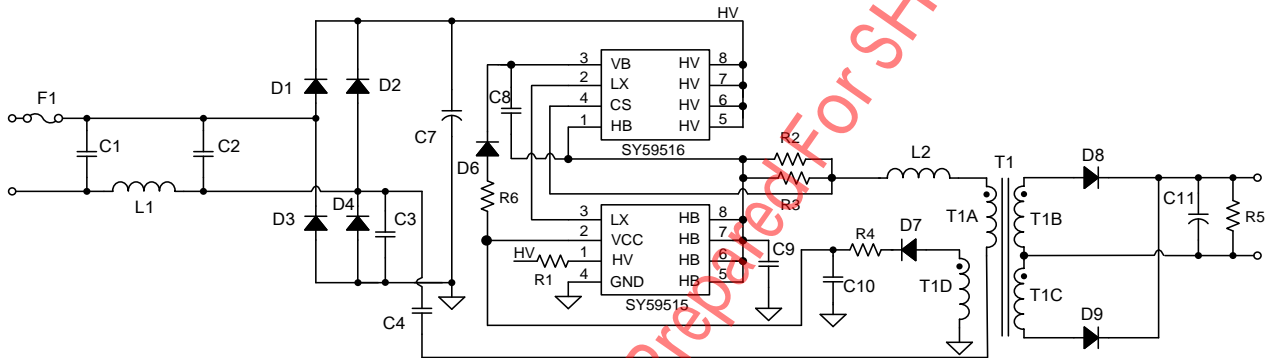 HV
F1
C1
L1
C2
D1
D2
D3
D4
C3
C4
C7
C8
D6
R6
3 VB HV 8
2 LX HV 7
4 CS HV 6
1 HB HV 5
SY59516
3 LX HB 8
2 VCC HB 7
1 HV HB 6
4 GND HB 5
SY59515
HV
R1
R2
R3
C9
L2
T1
R4
D7
C10
T1A
T1B
T1C
T1D
D8
D9
C11
R5
Prepared For SH